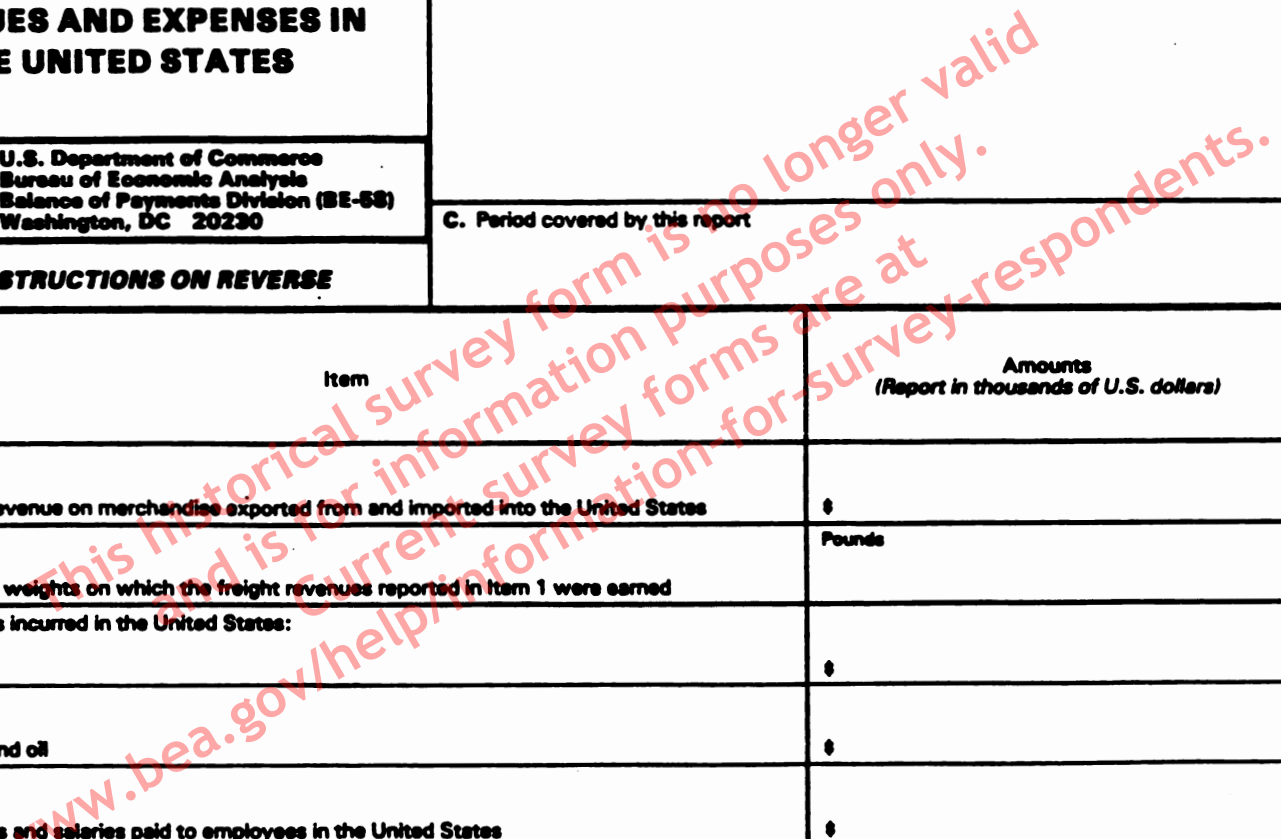 UES AND EXPENSES IN
E UNITED STATES
U.S. Department of Commerce
Bureau of Economic Analysis
Balance of Payments Division (BE-58)
Washington, DC 20230
STRUCTIONS ON REVERSE
C. Period covered by this report
Item
Amounts
(Report in thousands of U.S. dollars)
evenue on merchandise exported from and imported into the United States
$
Pounds
weights on which the freight revenues reported in Item 1 were earned
s incurred in the United States:
$
nd oil
$
s and salaries paid to employees in the United States
$
This historical survey form is no longer valid
and is for information purposes only.
Current survey forms are at
www.bea.gov/help/information-for-survey-respondents.